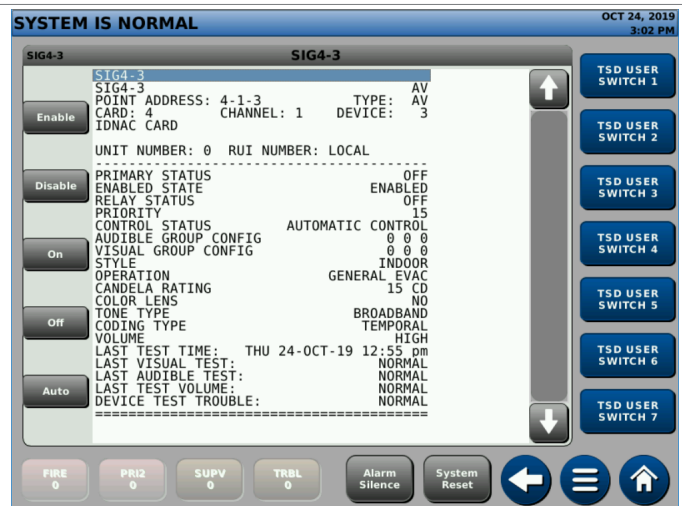 SYSTEM IS NORMAL
OCT 24, 2019
3:02 PM
SIG4-3 SIG4-3
SIG4-3
SIG4-3 AV
POINT ADDRESS: 4-1-3 TYPE: AV
CARD: 4 CHANNEL: 1 DEVICE: 3
IDNAC CARD
UNIT NUMBER: 0 RUI NUMBER: LOCAL
----------------------------------------
PRIMARY STATUS OFF
ENABLED STATE ENABLED
RELAY STATUS OFF
PRIORITY 15
CONTROL STATUS AUTOMATIC CONTROL
AUDIBLE GROUP CONFIG 0 0 0
VISUAL GROUP CONFIG 0 0 0
STYLE INDOOR
OPERATION GENERAL EVAC
CANDELA RATING 15 CD
COLOR LENS NO
TONE TYPE BROADBAND
CODING TYPE TEMPORAL
VOLUME HIGH
LAST TEST TIME: THU 24-OCT-19 12:55 pm
LAST VISUAL TEST: NORMAL
LAST AUDIBLE TEST: NORMAL
LAST TEST VOLUME: NORMAL
DEVICE TEST TROUBLE: NORMAL
========================================
Enable
Disable
On
Off
Auto
TSD USER
SWITCH 1
TSD USER
SWITCH 2
TSD USER
SWITCH 3
TSD USER
SWITCH 4
TSD USER
SWITCH 5
TSD USER
SWITCH 6
TSD USER
SWITCH 7
FIRE
0
PRI2
0
SUPV
0
TRBL
0
Alarm
Silence
System
Reset